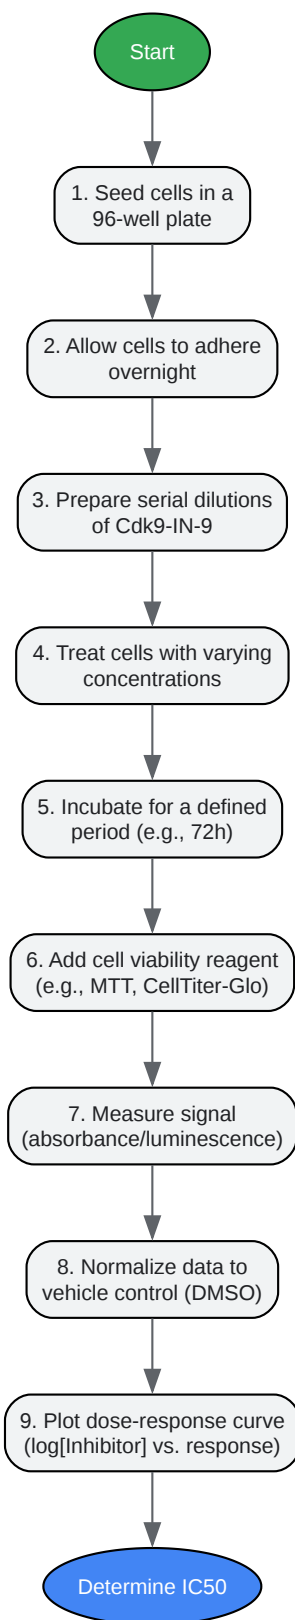 Start
1. Seed cells in a
96-well plate
2. Allow cells to adhere
overnight
3. Prepare serial dilutions
of Cdk9-IN-9
4. Treat cells with varying
concentrations
5. Incubate for a defined
period (e.g., 72h)
6. Add cell viability reagent
(e.g., MTT, CellTiter-Glo)
7. Measure signal
(absorbance/luminescence)
8. Normalize data to
vehicle control (DMSO)
9. Plot dose-response curve
(log[Inhibitor] vs. response)
Determine IC50